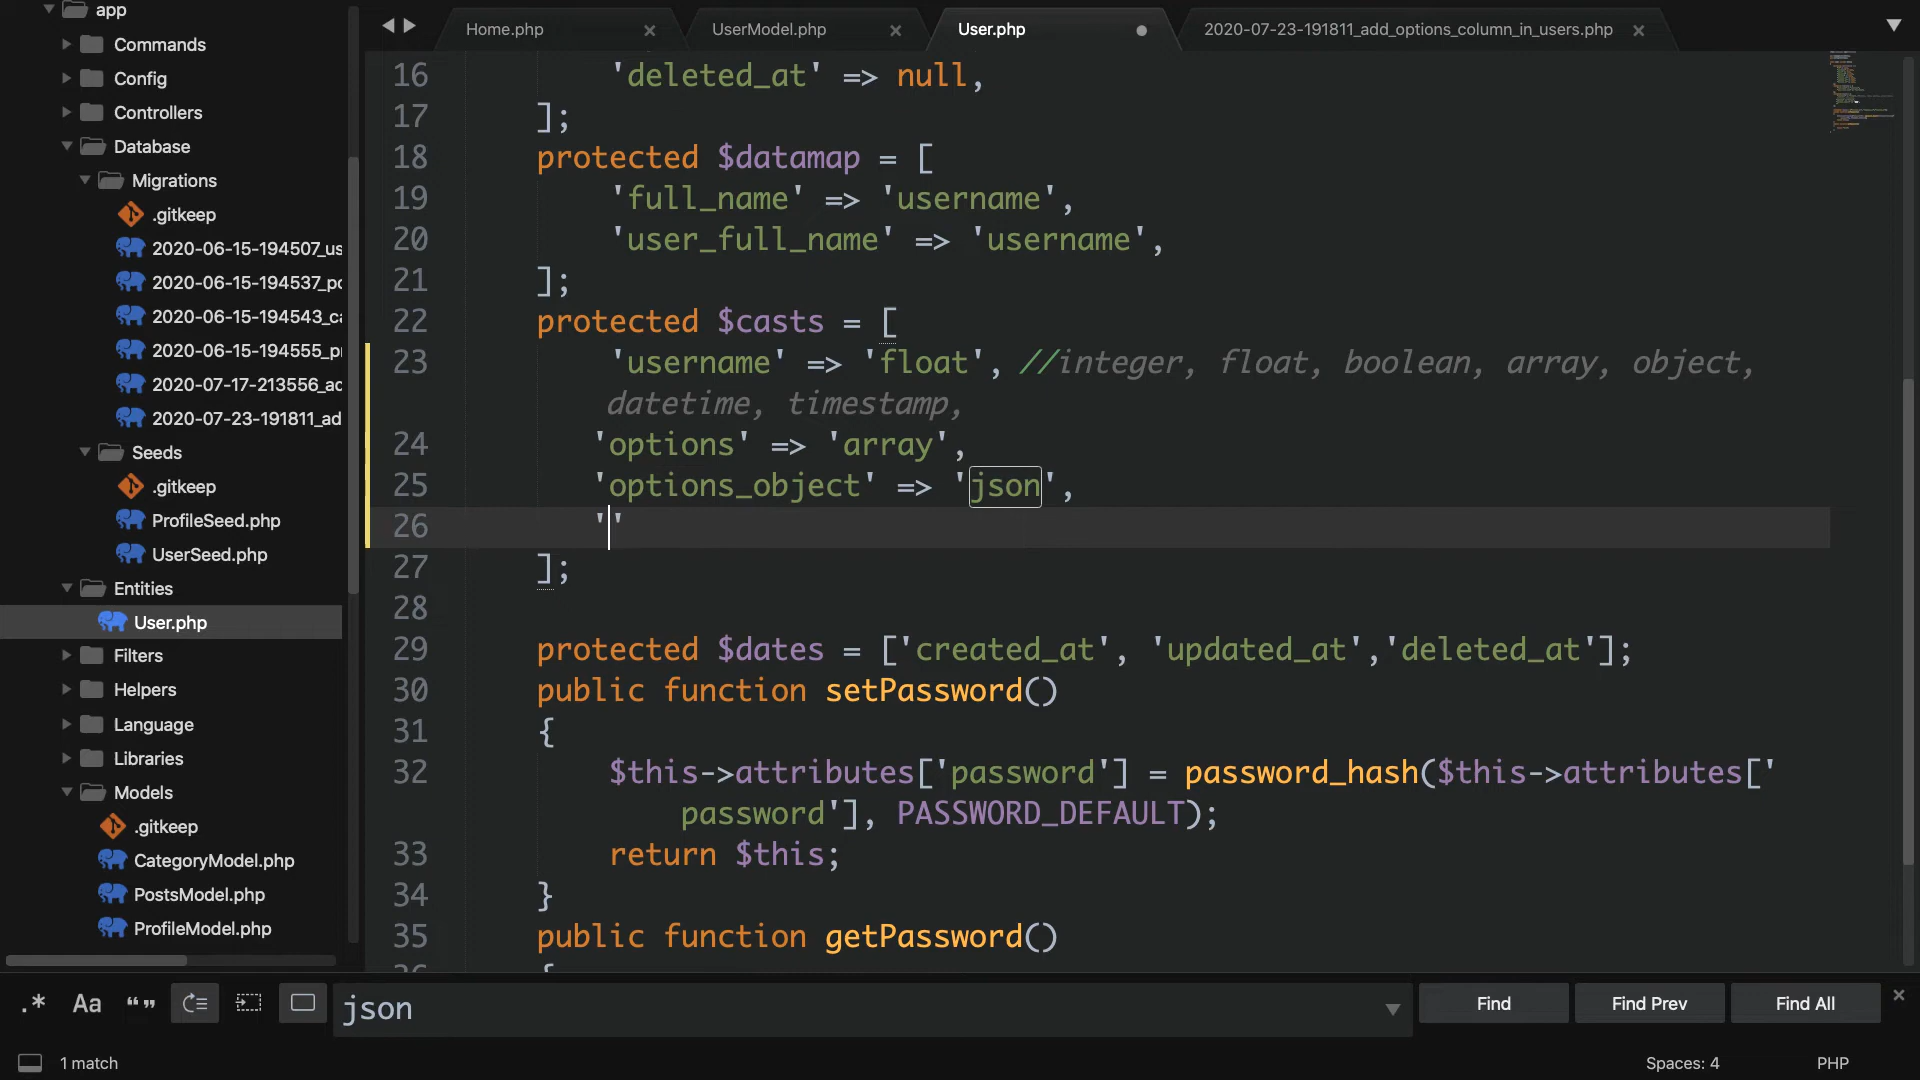 app
Commands
Config
Controllers
Database
Migrations
.gitkeep
2020-06-15-194507_us
2020-06-15-194537_po
2020-06-15-194543_ca
2020-06-15-194555_pr
2020-07-17-213556_ad
2020-07-23-191811_ad
Seeds
.gitkeep
ProfileSeed.php
UserSeed.php
Entities
User.php
Filters
Helpers
Language
Libraries
Models
.gitkeep
CategoryModel.php
PostsModel.php
ProfileModel.php
Home.php
UserModel.php
User.php
2020-07-23-191811_add_options_column_in_users.php
16 'deleted_at' => null,
17 ];
18 protected $datamap = [
19 'full_name' => 'username',
20 'user_full_name' => 'username',
21 ];
22 protected $casts = [
23 'username' => 'float', //integer, float, boolean, array, object,
datetime, timestamp,
24 'options' => 'array',
25 'options_object' => 'json',
26 ''
27 ];
28
29 protected $dates = ['created_at', 'updated_at','deleted_at'];
30 public function setPassword()
31 {
32 $this->attributes['password'] = password_hash($this->attributes['
password'], PASSWORD_DEFAULT);
33 return $this;
34 }
35 public function getPassword()
36 {
.* Aa “ ”
json
Find
Find Prev
Find All
1 match
Spaces: 4
PHP